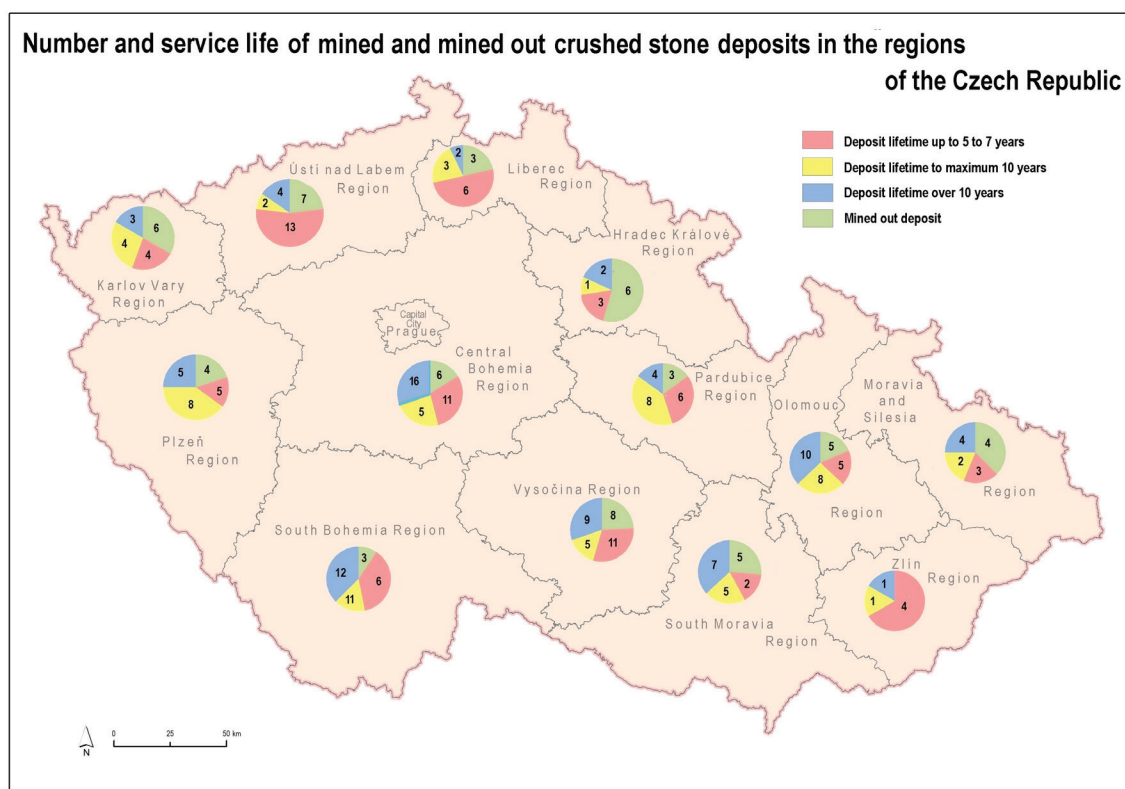 Number and service life of mined and mined out crushed stone deposits in the regions
of the Czech Republic
Deposit lifetime up to 5 to 7 years
Deposit lifetime to maximum 10 years
Deposit lifetime over 10 years
Mined out deposit
2 3
3
6
Liberec
Region
Ústí nad Labem
Region
4 7
2
13
3 6
4 4
Karlov Vary
Region
Hradec Králové
Region
2
1 6
3
Capital
City
Prague
Central
Bohemia
Region
16 6
11
5
5 4
5
8
Plzeň
Region
4 3
8 6
Pardubice
Region
Olomouc
10 5
5
8
Region
Moravia
and
Silesia
4 4
2 3
Region
Vysočina Region
9 8
5 11
South Bohemia Region
3
12 6
11
5
7 2
5
South Moravia
Region
Zlin
Region
1
1 4
N
0 25 50 km